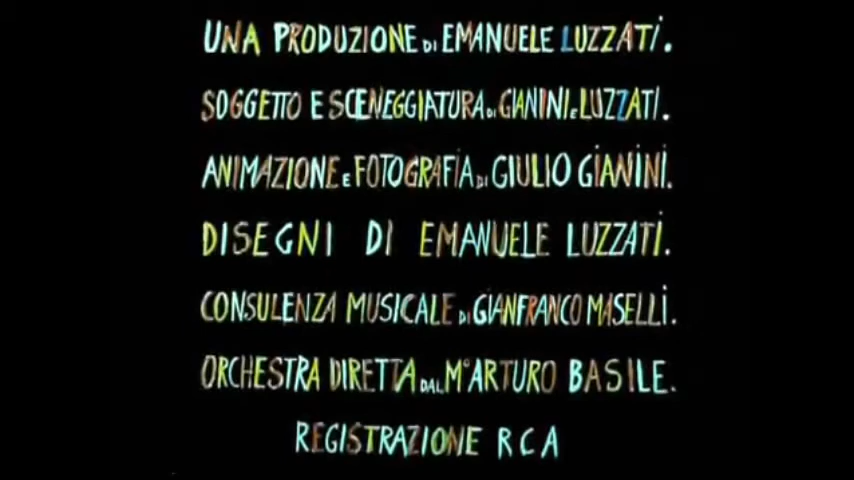 UNA PRODUZIONE DI EMANUELE LUZZATI.
SOGGETTO E SCENEGGIATURA DI GIANINI E LUZZATI.
ANIMAZIONE E FOTOGRAFIA DI GIULIO GIANINI.
DISEGNI DI EMANUELE LUZZATI.
CONSULENZA MUSICALE DI GIANFRANCO MASELLI.
ORCHESTRA DIRETTA DAL M° ARTURO BASILE.
REGISTRAZIONE RCA